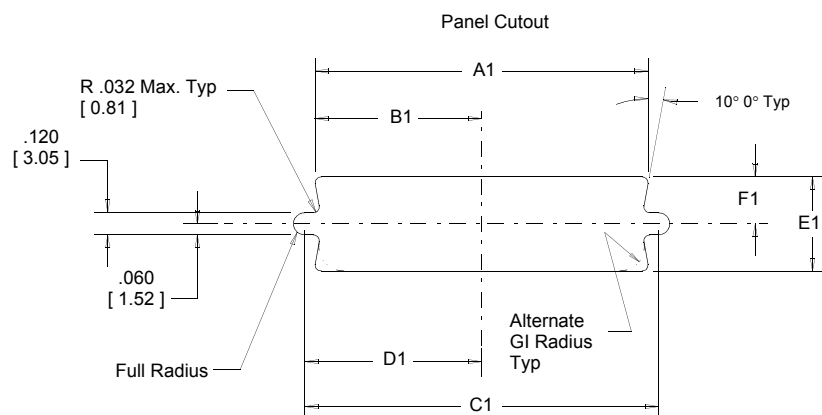 Panel Cutout
A1
R .032 Max. Typ
[ 0.81 ]
10° 0° Typ
B1
.120
[ 3.05 ]
F1
E1
.060
[ 1.52 ]
Alternate
GI Radius
Typ
D1
Full Radius
C1